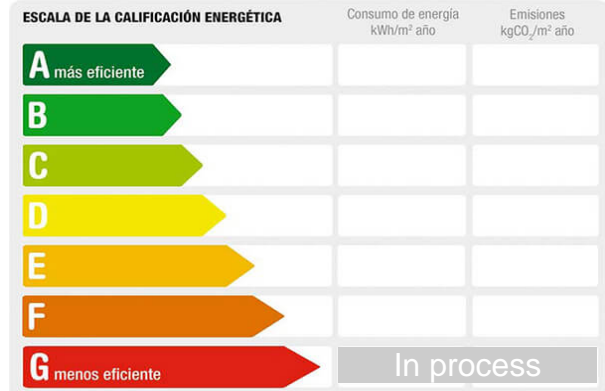 ESCALA DE LA CALIFICACIÓN ENERGÉTICA
Consumo de energía
kWh/m² año
Emisiones
kgCO₂/m² año
A más eficiente
B
C
D
E
F
G menos eficiente
In process